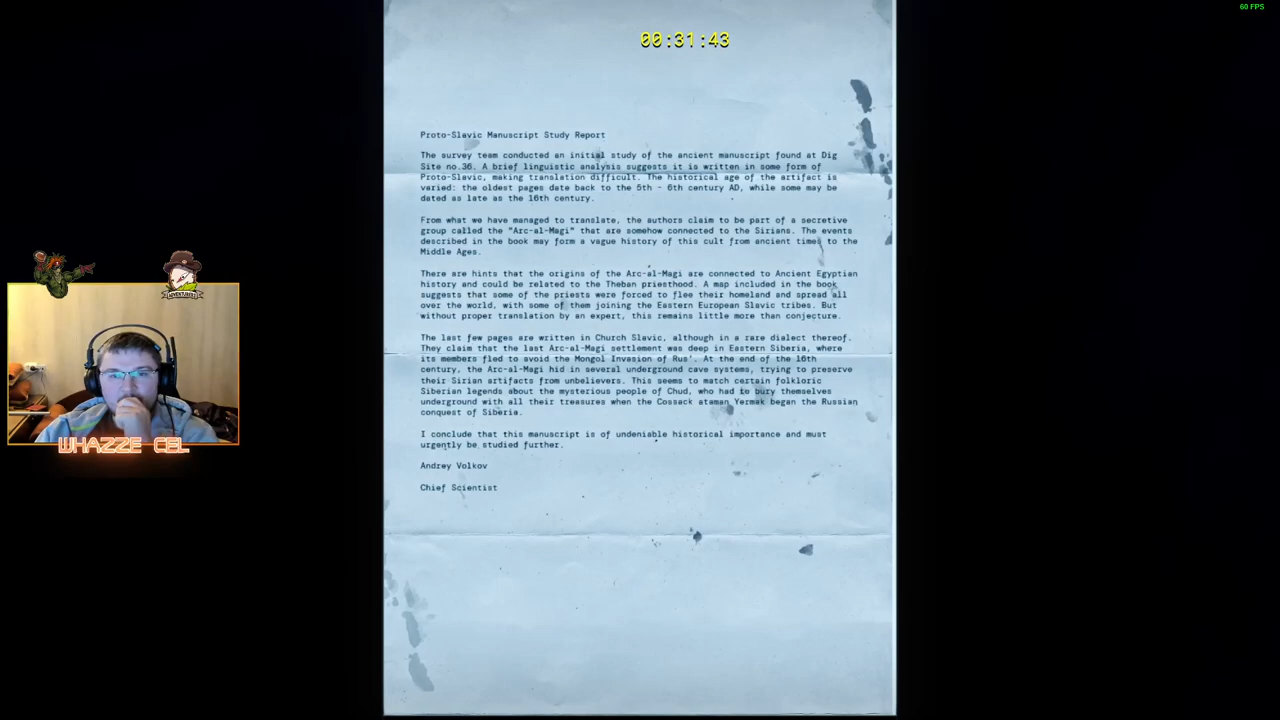 60 FPS
00:31:43
Proto-Slavic Manuscript Study Report
The survey team conducted an initial study of the ancient manuscript found at Dig
Site no.36. A brief linguistic analysis suggests it is written in some form of
Proto-Slavic, making translation difficult. The historical age of the artifact is
varied: the oldest pages date back to the 5th - 6th century AD, while some may be
dated as late as the 16th century.
From what we have managed to translate, the authors claim to be part of a secretive
group called the "Arc-al-Magi" that are somehow connected to the Sirians. The events
described in the book may form a vague history of this cult from ancient times to the
Middle Ages.
There are hints that the origins of the Arc-al-Magi are connected to Ancient Egyptian
history and could be related to the Theban priesthood. A map included in the book
suggests that some of the priests were forced to flee their homeland and spread all
over the world, with some of them joining the Eastern European Slavic tribes. But
without proper translation by an expert, this remains little more than conjecture.
The last few pages are written in Church Slavic, although in a rare dialect thereof.
They claim that the last Arc-al-Magi settlement was deep in Eastern Siberia, where
its members fled to avoid the Mongol Invasion of Rus'. At the end of the 16th
century, the Arc-al-Magi hid in several underground cave systems, trying to preserve
their Sirian artifacts from unbelievers. This seems to match certain folkloric
Siberian legends about the mysterious people of Chud, who had to bury themselves
underground with all their treasures when the Cossack ataman Yermak began the Russian
conquest of Siberia.
I conclude that this manuscript is of undeniable historical importance and must
urgently be studied further.
Andrey Volkov
Chief Scientist
WHAZZE CEL